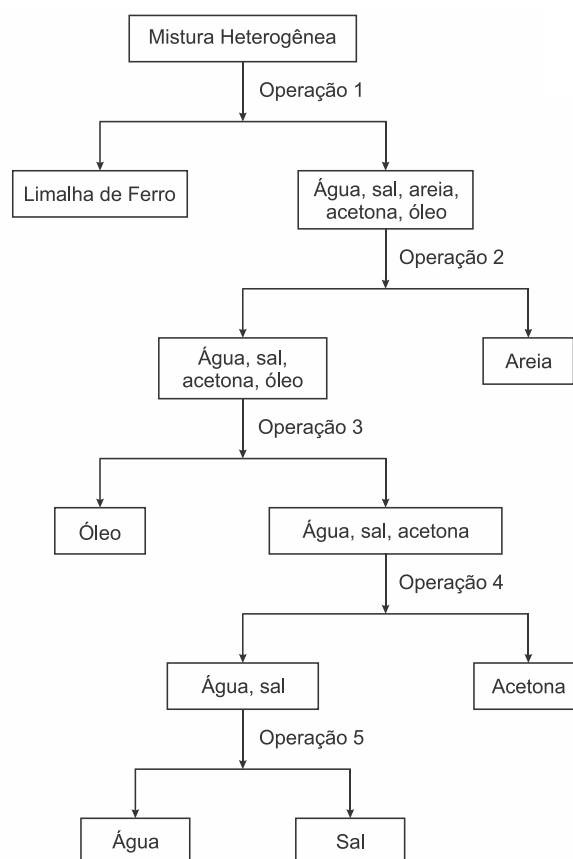 Mistura Heterogênea
Operação 1
Limalha de Ferro
Água, sal, areia,
acetona, óleo
Operação 2
Água, sal,
acetona, óleo
Areia
Operação 3
Óleo
Água, sal, acetona
Operação 4
Água, sal
Acetona
Operação 5
Água
Sal